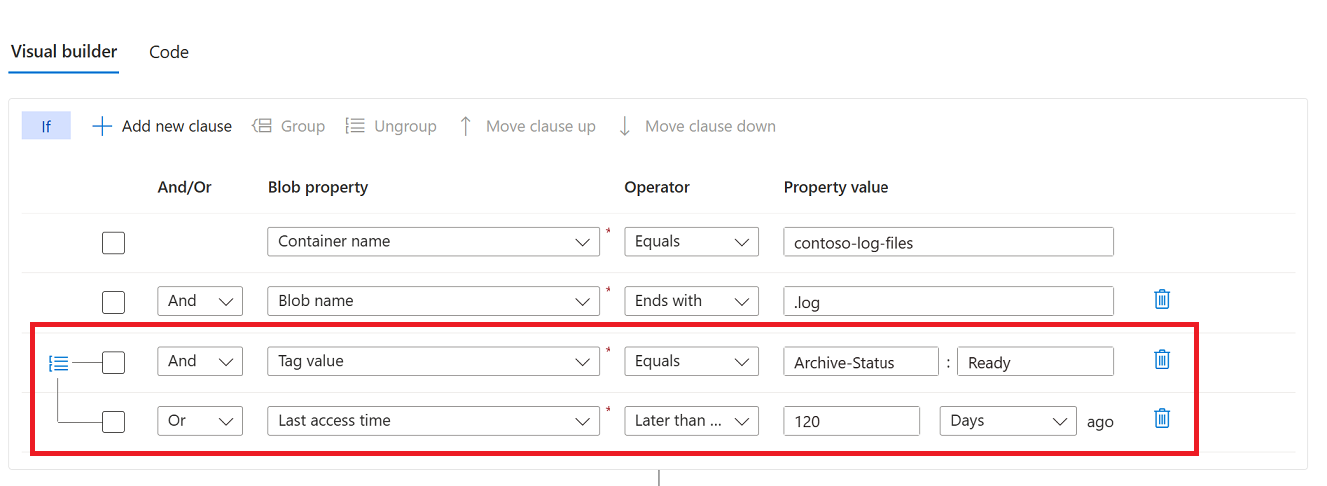 Visual builder Code
If Add new clause Group Ungroup Move clause up Move clause down
And/Or Blob property Operator Property value
Container name * Equals contoso-log-files
And Blob name * Ends with .log
And Tag value * Equals Archive-Status : Ready
Or Last access time * Later than ... 120 Days ago